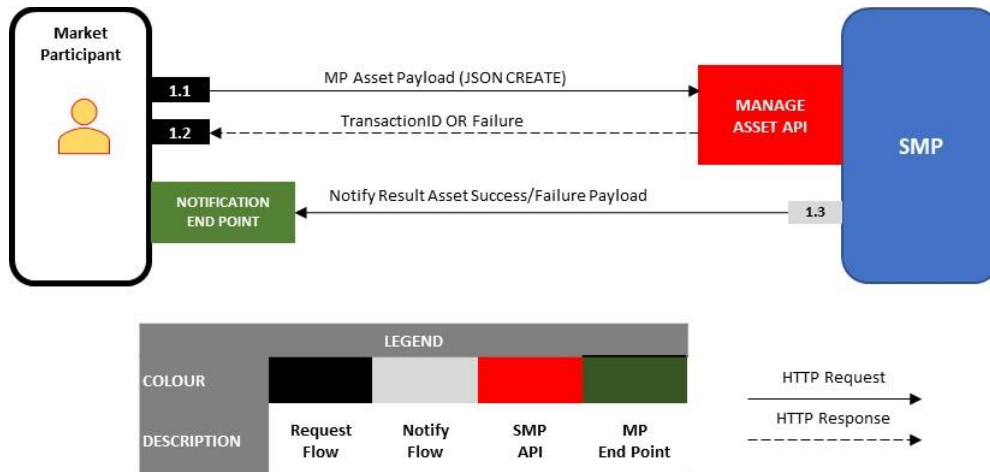 Market
Participant
1.1
MP Asset Payload (JSON CREATE)
MANAGE
ASSET API
SMP
1.2
TransactionID OR Failure
NOTIFICATION
END POINT
Notify Result Asset Success/Failure Payload
1.3
LEGEND
COLOUR
DESCRIPTION
Request
Flow
Notify
Flow
SMP
API
MP
End Point
HTTP Request
HTTP Response